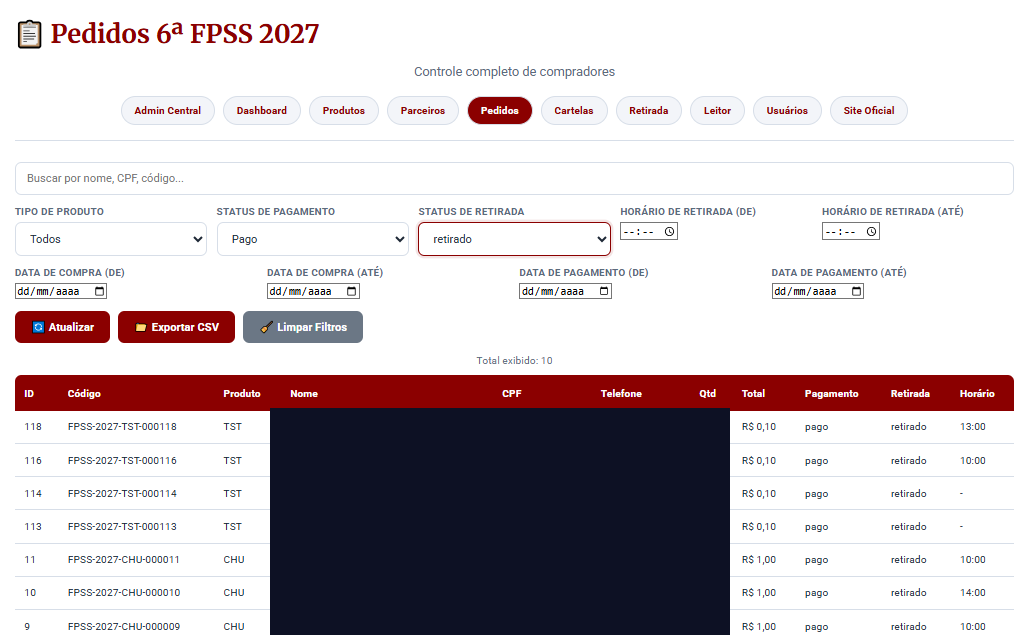 Pedidos 6ª FPSS 2027
Controle completo de compradores
Admin Central Dashboard Produtos Parceiros Pedidos Cartelas Retirada Leitor Usuários Site Oficial
Buscar por nome, CPF, código...
TIPO DE PRODUTO STATUS DE PAGAMENTO STATUS DE RETIRADA HORÁRIO DE RETIRADA (DE) HORÁRIO DE RETIRADA (ATÉ)
Todos Pago retirado --:-- --:--
DATA DE COMPRA (DE) DATA DE COMPRA (ATÉ) DATA DE PAGAMENTO (DE) DATA DE PAGAMENTO (ATÉ)
dd/mm/aaaa dd/mm/aaaa dd/mm/aaaa dd/mm/aaaa
Atualizar Exportar CSV Limpar Filtros
Total exibido: 10
ID Código Produto Nome CPF Telefone Qtd Total Pagamento Retirada Horário
118 FPSS-2027-TST-000118 TST R$ 0,10 pago retirado 13:00
116 FPSS-2027-TST-000116 TST R$ 0,10 pago retirado 10:00
114 FPSS-2027-TST-000114 TST R$ 0,10 pago retirado -
113 FPSS-2027-TST-000113 TST R$ 0,10 pago retirado -
11 FPSS-2027-CHU-000011 CHU R$ 1,00 pago retirado 10:00
10 FPSS-2027-CHU-000010 CHU R$ 1,00 pago retirado 14:00
9 FPSS-2027-CHU-000009 CHU R$ 1,00 pago retirado 10:00